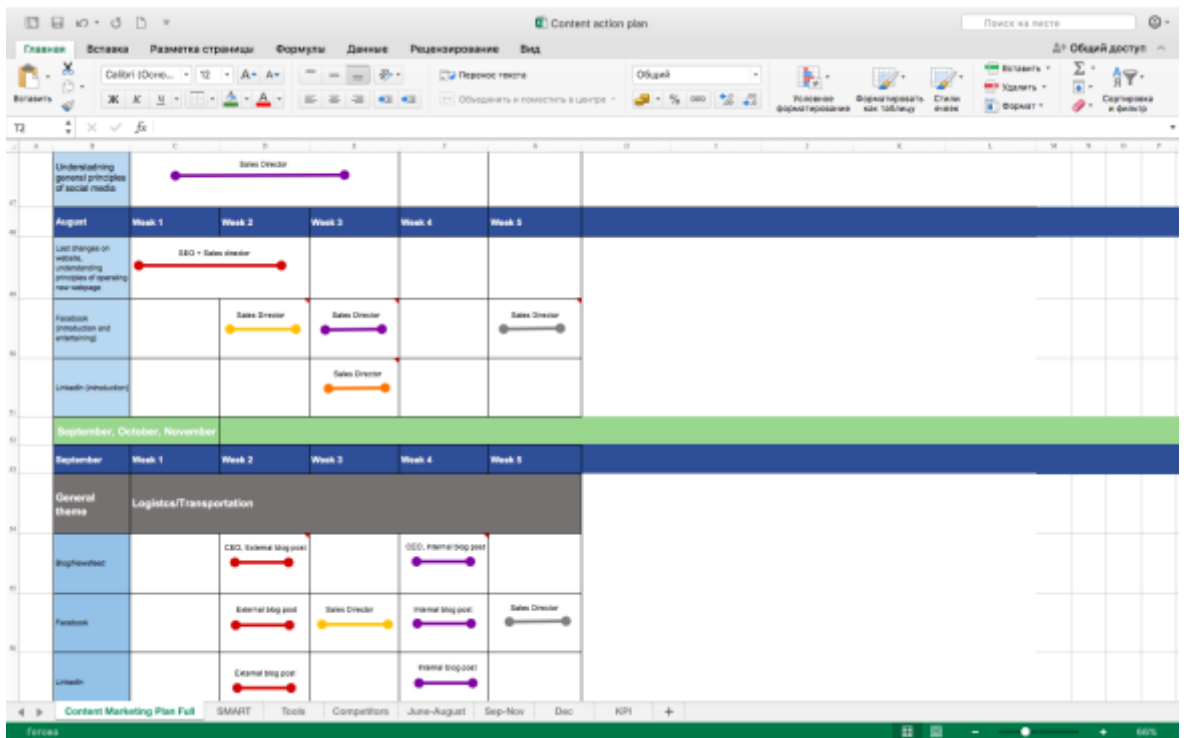 Content action plan
Поиск на листе
Главная Вставка Разметка страницы Формулы Данные Рецензирование Вид
Общий доступ
Вставить
Calibri (Осно... 12 A A
Ж К Ч
Перенос текста
Объединить и поместить в центре
Общий
% 000
Условное форматирование
Форматировать как таблицу
Стили ячеек
Вставить
Удалить
Формат
Сортировка и фильтр
T2 fx
A B C D E F G H I J K L M N O P
Understadning general principles of social media
Sales Director
August Week 1 Week 2 Week 3 Week 4 Week 5
Last changes on website, understanding principles of operating new webpage
Facebook (introduction and entertaining)
Sales Director Sales Director Sales Director
LinkedIn (introduction)
Sales Director
September, October, November
September Week 1 Week 2 Week 3 Week 4 Week 5
General theme
Logistcs/Transportation
Blog/Newsfeed
CEO, External blog post CEO, Internal blog post
Facebook
External blog post Sales Director Internal blog post Sales Director
LinkedIn
External blog post Internal blog post
Content Marketing Plan Full SMART Tools Competitors June-August Sep-Nov Dec KPI +
Готово
66%